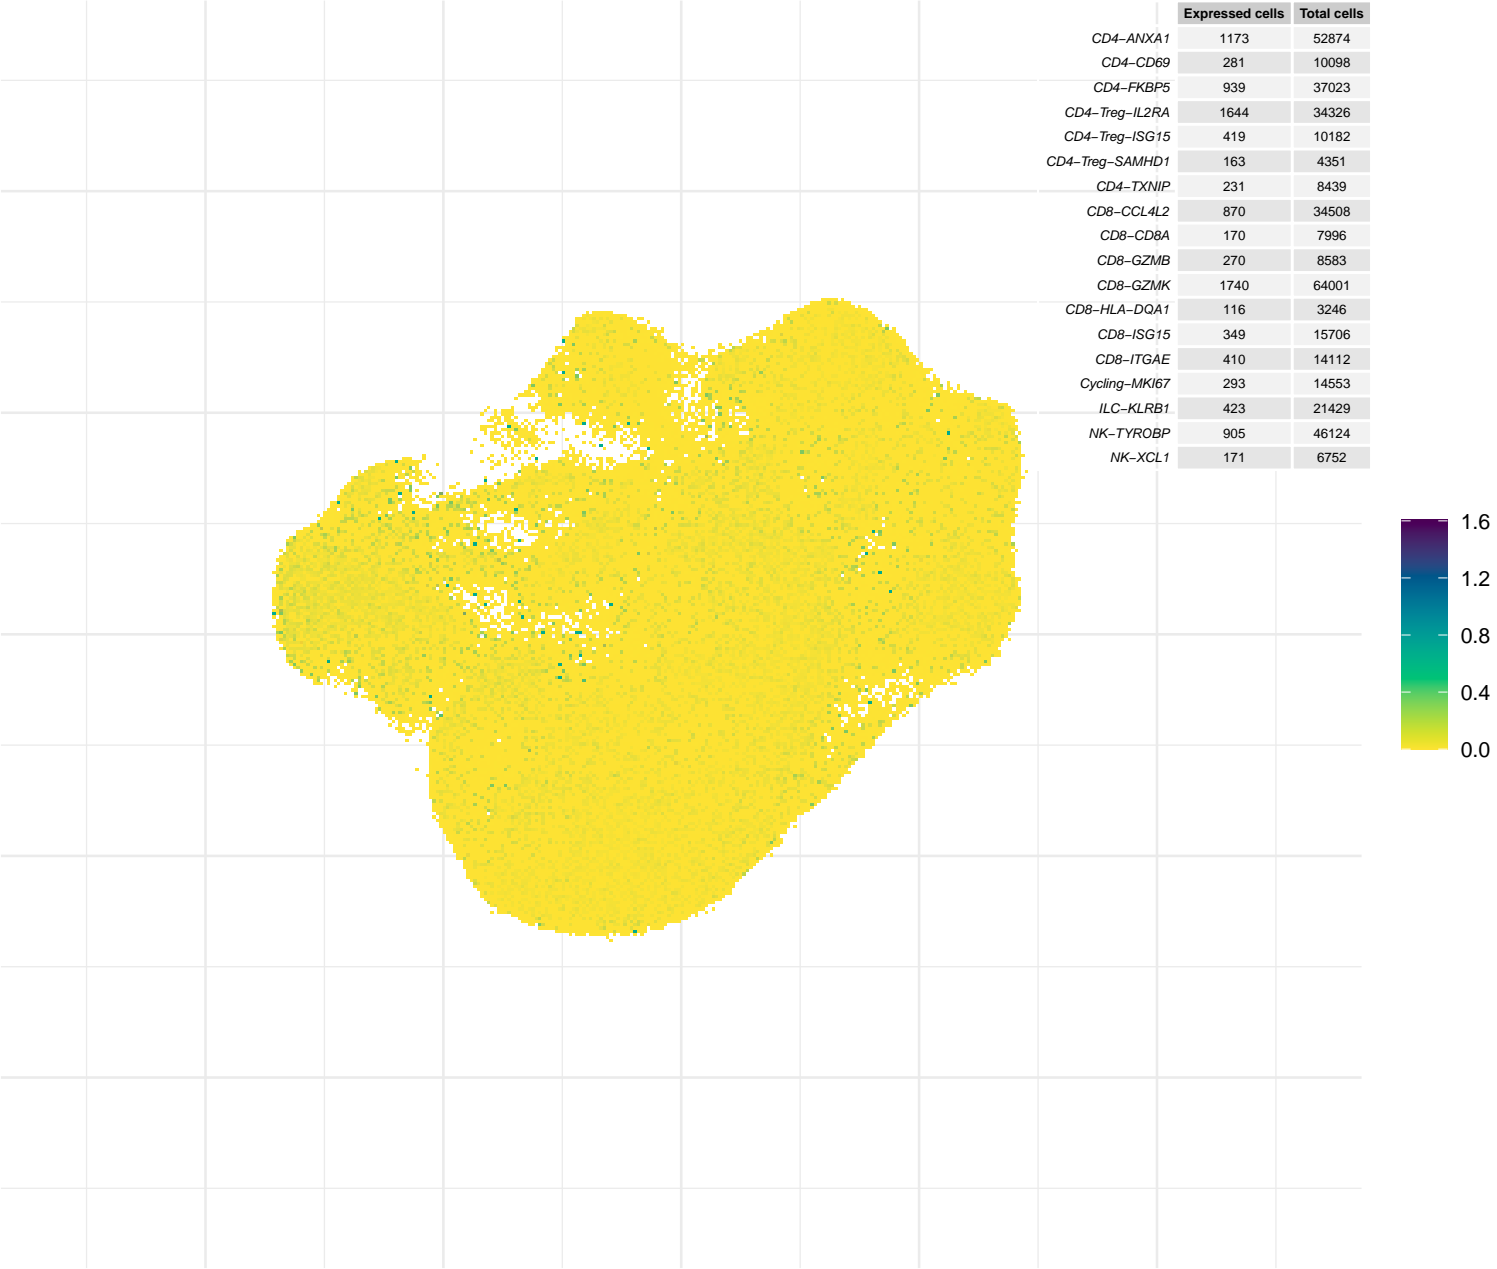 Expressed cells Total cells
CD4−ANXA1 1173 52874
CD4−CD69 281 10098
CD4−FKBP5 939 37023
CD4−Treg−IL2RA 1644 34326
CD4−Treg−ISG15 419 10182
CD4−Treg−SAMHD1 163 4351
CD4−TXNIP 231 8439
CD8−CCL4L2 870 34508
CD8−CD8A 170 7996
CD8−GZMB 270 8583
CD8−GZMK 1740 64001
CD8−HLA−DQA1 116 3246
CD8−ISG15 349 15706
CD8−ITGAE 410 14112
Cycling−MKI67 293 14553
ILC−KLRB1 423 21429
NK−TYROBP 905 46124
NK−XCL1 171 6752
1.6
1.2
0.8
0.4
0.0